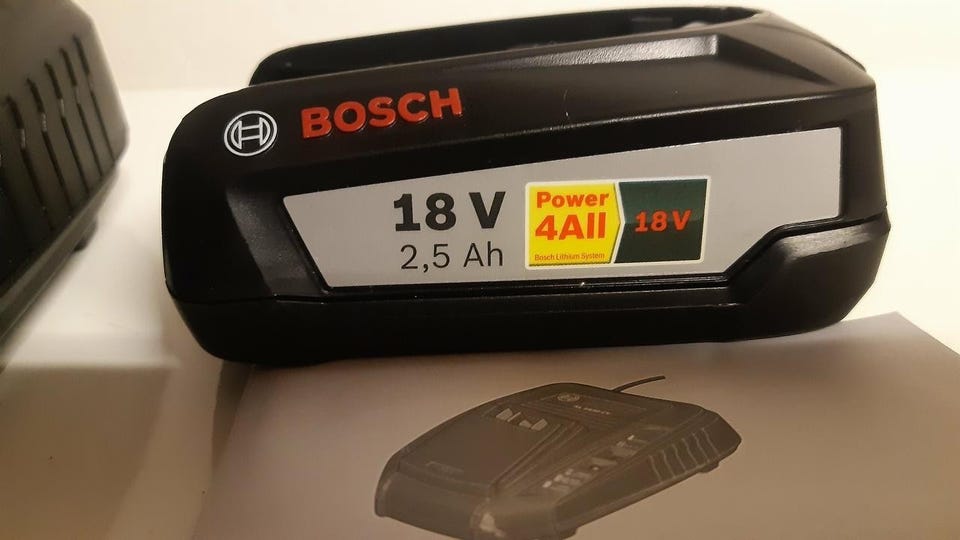 BOSCH
18 V
2,5 Ah
Power
4All
Bosch Lithium System
18V